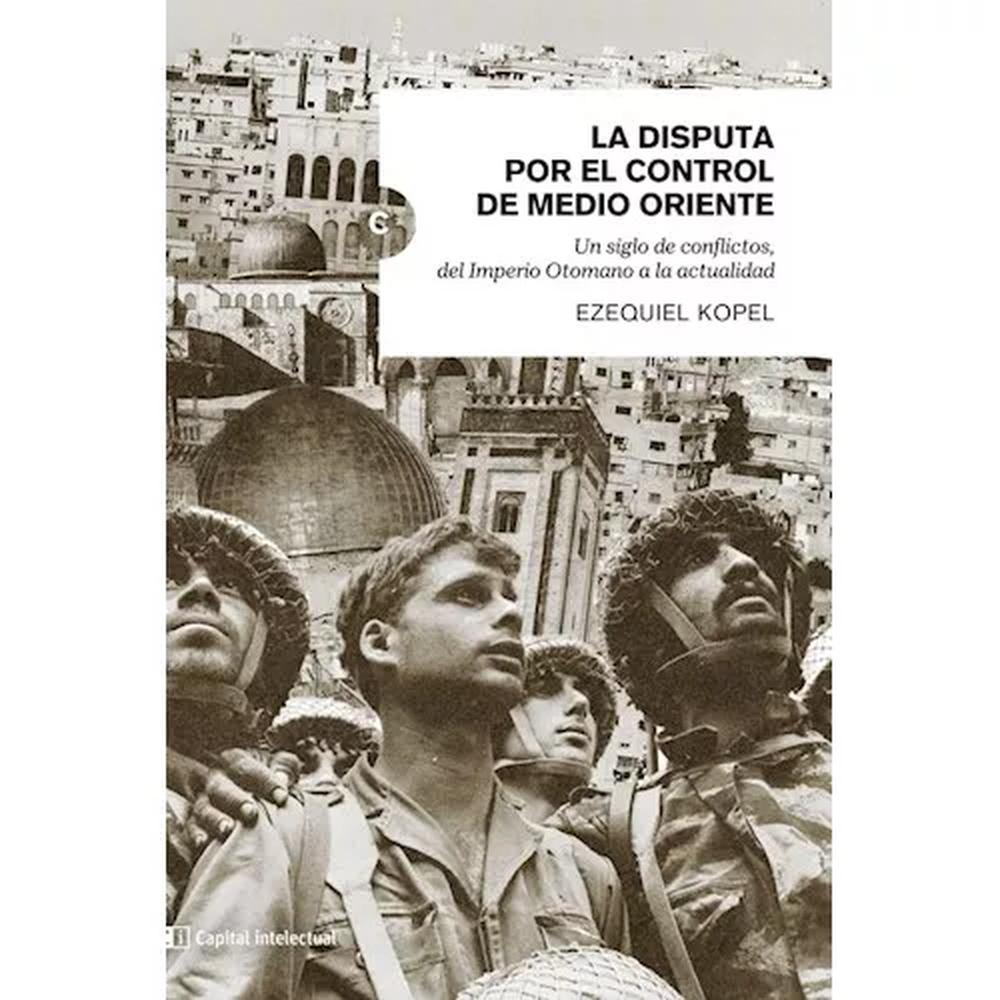 LA DISPUTA
POR EL CONTROL
DE MEDIO ORIENTE
Un siglo de conflictos,
del Imperio Otomano a la actualidad
EZEQUIEL KOPEL
Capital intelectual